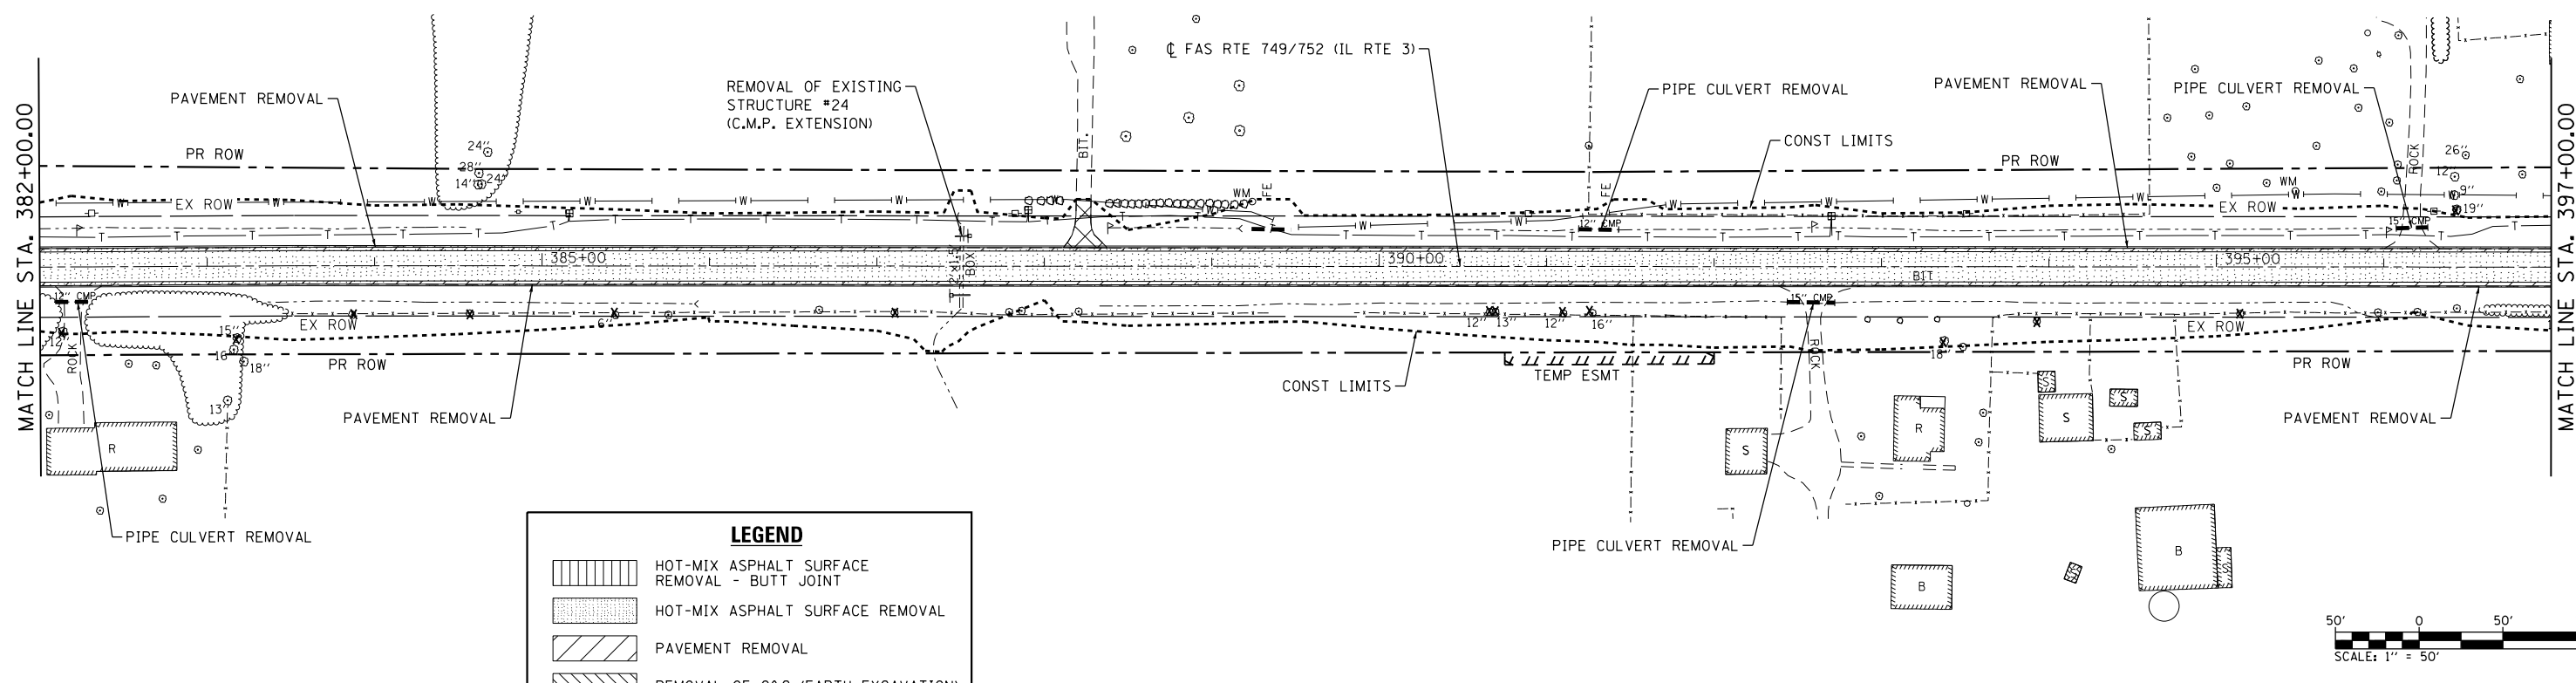 MATCH LINE STA. 382+00.00
PAVEMENT REMOVAL
REMOVAL OF EXISTING
STRUCTURE #24
(C.M.P. EXTENSION)
℄ FAS RTE 749/752 (IL RTE 3)
PIPE CULVERT REMOVAL
PAVEMENT REMOVAL
PIPE CULVERT REMOVAL
CONST LIMITS
PR ROW
PR ROW
24''
28''
14''
24''
BIT.
ROCK
26''
12''
9''
19''
WM
FE
FE
WM
EX ROW
EX ROW
W W W W W W W W W W W W W W W
T T T T T T T T T T T T T T T
12'' CMP
15'' CMP
385+00
390+00
395+00
BIT
BOX
12'' CMP
15'' CMP
12''
ROCK
15''
16''
18''
13''
EX ROW
6''
12''
13''
12''
16''
18''
EX ROW
PR ROW
PR ROW
TEMP ESMT
ROCK
CONST LIMITS
PAVEMENT REMOVAL
PAVEMENT REMOVAL
R
S
R
S
S
S
S
B
B
S
PIPE CULVERT REMOVAL
PIPE CULVERT REMOVAL
MATCH LINE STA. 397+00.00
LEGEND
HOT-MIX ASPHALT SURFACE
REMOVAL - BUTT JOINT
HOT-MIX ASPHALT SURFACE REMOVAL
PAVEMENT REMOVAL
50' 0 50'
SCALE: 1'' = 50'